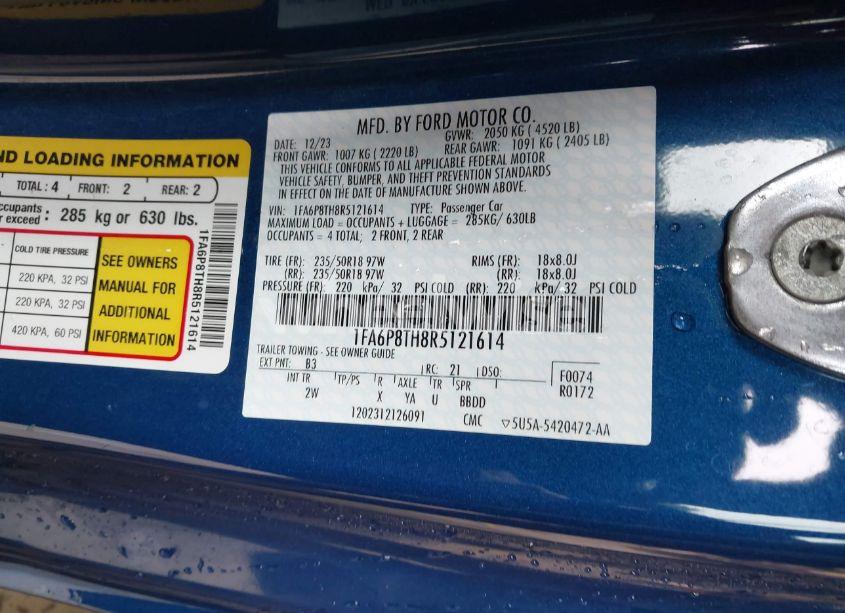 ND LOADING INFORMATION
TOTAL: 4 FRONT: 2 REAR: 2
ccupants
er exceed : 285 kg or 630 lbs.
COLD TIRE PRESSURE
220 KPA, 32 PSI
220 KPA, 32 PSI
420 KPA, 60 PSI
SEE OWNERS
MANUAL FOR
ADDITIONAL
INFORMATION
1FA6P8TH8R5121614
MFD. BY FORD MOTOR CO.
DATE: 12/23 GVWR: 2050 KG ( 4520 LB)
FRONT GAWR: 1007 KG ( 2220 LB) REAR GAWR: 1091 KG ( 2405 LB)
THIS VEHICLE CONFORMS TO ALL APPLICABLE FEDERAL MOTOR
VEHICLE SAFETY, BUMPER, AND THEFT PREVENTION STANDARDS
IN EFFECT ON THE DATE OF MANUFACTURE SHOWN ABOVE.
VIN: 1FA6P8TH8R5121614 TYPE: Passenger Car
MAXIMUM LOAD = OCCUPANTS + LUGGAGE = 285KG/ 630LB
OCCUPANTS = 4 TOTAL; 2 FRONT, 2 REAR
TIRE (FR): 235/50R18 97W RIMS (FR): 18x8.0J
(RR): 235/50R18 97W (RR): 18x8.0J
PRESSURE (FR): 220 kPa/ 32 PSI COLD (RR): 220 kPa/ 32 PSI COLD
1FA6P8TH8R5121614
TRAILER TOWING - SEE OWNER GUIDE
EXT PNT: B3 RC: 21 DSO: F0074
INT TR TP/PS R AXLE TR SPR R0172
2W X YA U BBDD
1202312126091 CMC ▽5U5A-5420472-AA